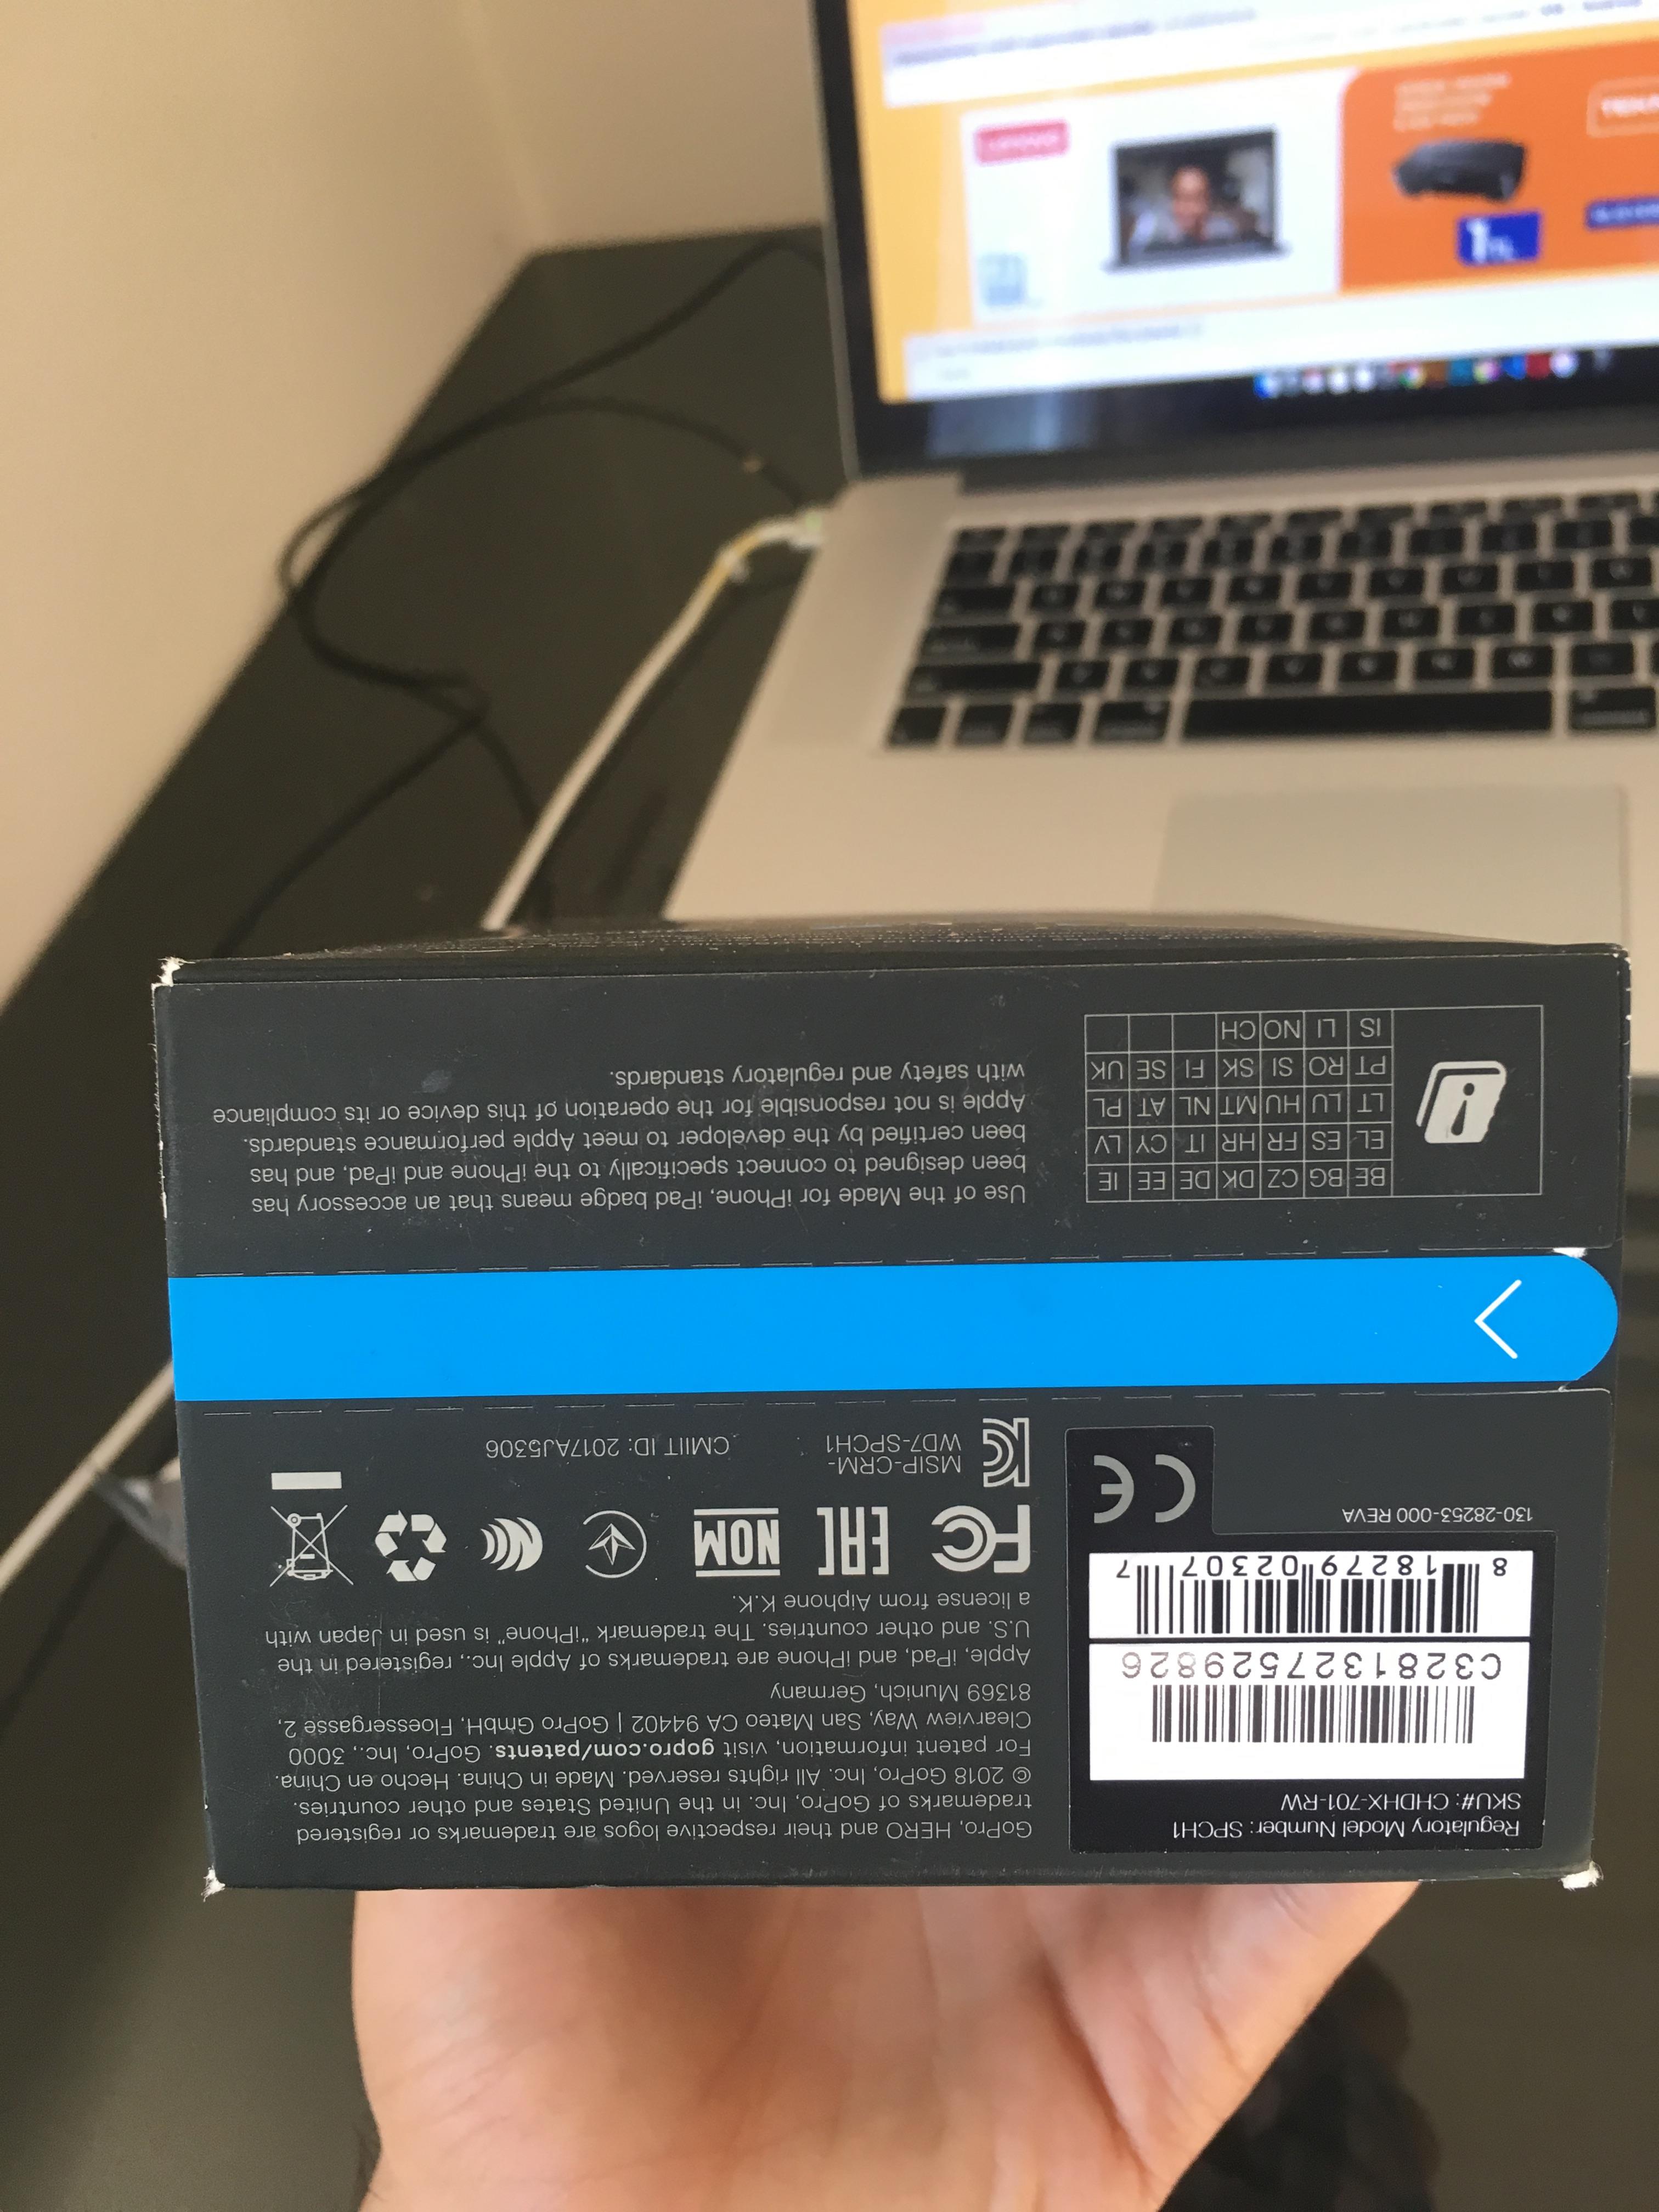 GoPro, HERO and their respective logos are trademarks or registered
trademarks of GoPro, Inc. in the United States and other countries.
© 2018 GoPro, Inc. All rights reserved. Made in China. Hecho en China.
For patent information, visit gopro.com/patents. GoPro, Inc., 3000
Clearview Way, San Mateo CA 94402 | GoPro GmbH, Floessergasse 2,
81369 Munich, Germany
Apple, iPad, and iPhone are trademarks of Apple Inc., registered in the
U.S. and other countries. The trademark "iPhone" is used in Japan with
a license from Aiphone K.K.
FC EAC NOM
MSIP-CRM-
WD7-SPCH1
CMIIT ID: 2017AJ5306
Regulatory Model Number: SPCH1
SKU#: CHDHX-701-RW
C3281327529826
8 18279 02307 7
130-28253-000 REVA
CE
Use of the Made for iPhone, iPad badge means that an accessory has
been designed to connect specifically to the iPhone and iPad, and has
been certified by the developer to meet Apple performance standards.
Apple is not responsible for the operation of this device or its compliance
with safety and regulatory standards.
BE BG CZ DK DE EE IE
EL ES FR HR IT CY LV
LT LU HU MT NL AT PL
PT RO SI SK FI SE UK
IS LI NO CH
1 TL